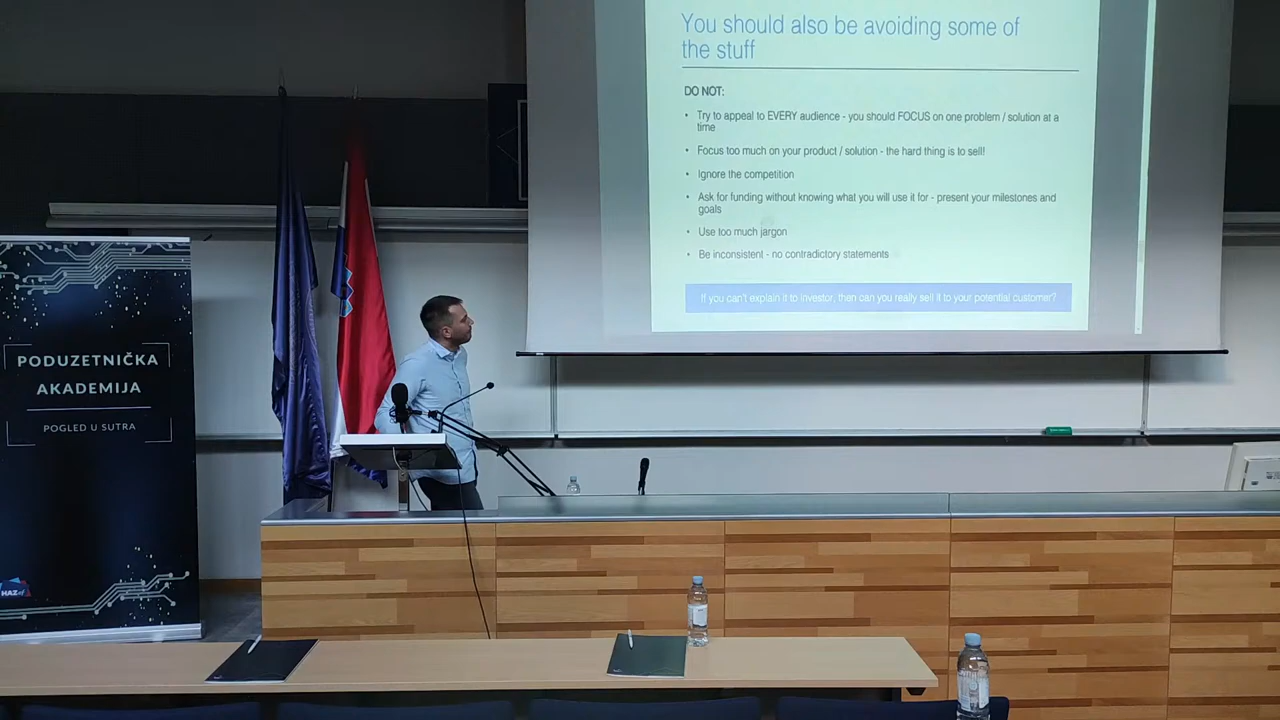 You should also be avoiding some of
the stuff
DO NOT:
• Try to appeal to EVERY audience - you should FOCUS on one problem / solution at a
time
• Focus too much on your product / solution - the hard thing is to sell!
• Ignore the competition
• Ask for funding without knowing what you will use it for - present your milestones and
goals
• Use too much jargon
• Be inconsistent - no contradictory statements
If you can't explain it to investor, then can you really sell it to your potential customer?
PODUZETNIČKA
AKADEMIJA
POGLED U SUTRA
HAZ